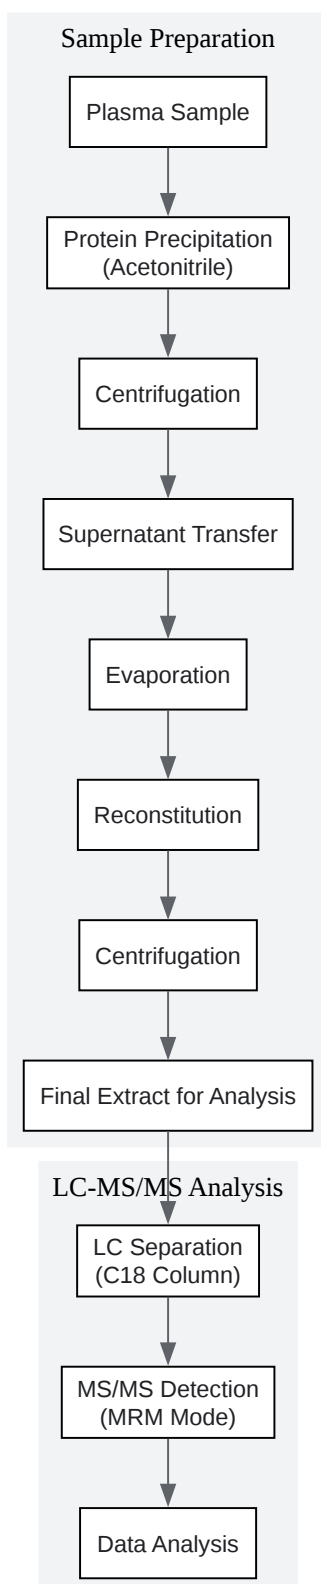 Sample Preparation
Plasma Sample
Protein Precipitation
(Acetonitrile)
Centrifugation
Supernatant Transfer
Evaporation
Reconstitution
Centrifugation
Final Extract for Analysis
LC-MS/MS Analysis
LC Separation
(C18 Column)
MS/MS Detection
(MRM Mode)
Data Analysis